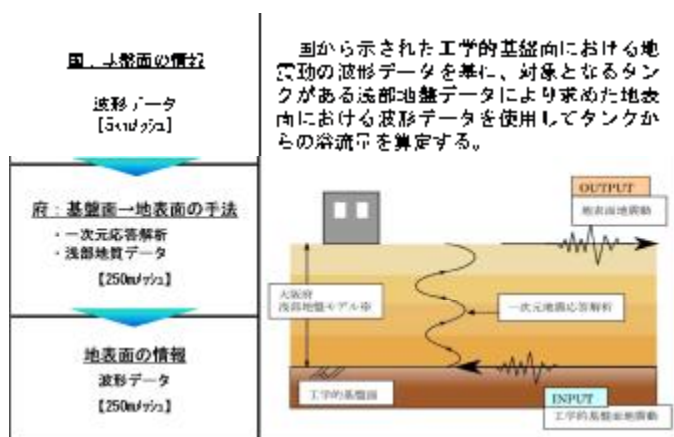 国：基盤面の情報
波形データ
【5kmメッシュ】
府：基盤面→地表面の手法
・一次元応答解析
・浅部地質データ
【250mメッシュ】
地表面の情報
波形データ
【250mメッシュ】
国から示された工学的基盤面における地
震動の波形データを基に、対象となるタン
クがある浅部地盤データにより求めた地表
面における波形データを使用してタンクか
らの溢流量を算定する。
OUTPUT
地表面地震動
大阪府
浅部地盤モデル
一次元地震応答解析
工学的基盤面
INPUT
工学的基盤面地震動